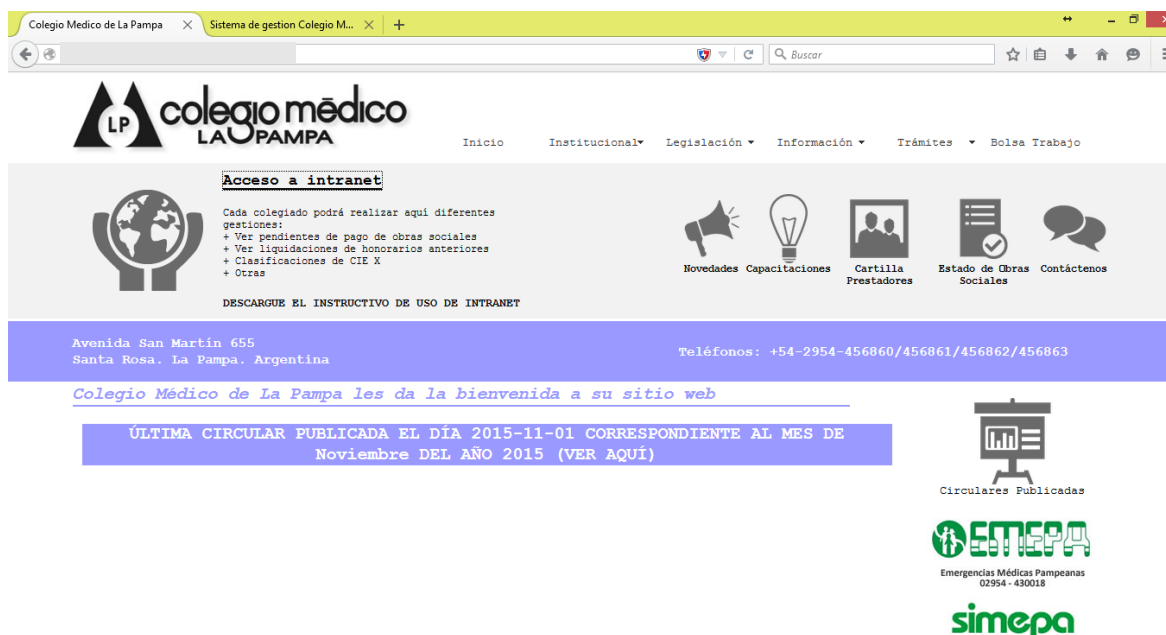 Colegio Medico de La Pampa
Sistema de gestion Colegio M...
Buscar
LP
colegio médico
LA PAMPA
Inicio Institucional Legislación Información Trámites Bolsa Trabajo
Acceso a intranet
Cada colegiado podrá realizar aquí diferentes
gestiones:
+ Ver pendientes de pago de obras sociales
+ Ver liquidaciones de honorarios anteriores
+ Clasificaciones de CIE X
+ Otras
DESCARGUE EL INSTRUCTIVO DE USO DE INTRANET
Novedades
Capacitaciones
Cartilla
Prestadores
Estado de Obras
Sociales
Contáctenos
Avenida San Martín 655
Santa Rosa. La Pampa. Argentina
Teléfonos: +54-2954-456860/456861/456862/456863
Colegio Médico de La Pampa les da la bienvenida a su sitio web
ÚLTIMA CIRCULAR PUBLICADA EL DÍA 2015-11-01 CORRESPONDIENTE AL MES DE
Noviembre DEL AÑO 2015 (VER AQUÍ)
Circulares Publicadas
EMEPA
Emergencias Médicas Pampeanas
02954 - 430018
simepa